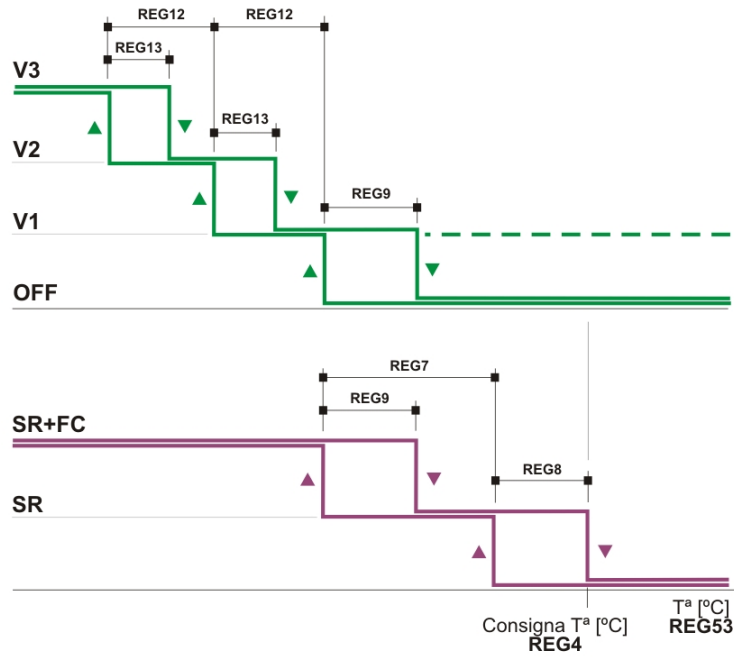 REG12
REG12
REG13
V3
REG13
V2
REG9
V1
OFF
REG7
REG9
SR+FC
REG8
SR
Consigna Tª [ºC]
REG4
Tª [ºC]
REG53